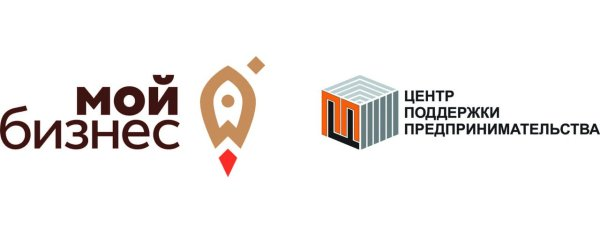 мой
бизнес
ЦЕНТР
ПОДДЕРЖКИ
ПРЕДПРИНИМАТЕЛЬСТВА